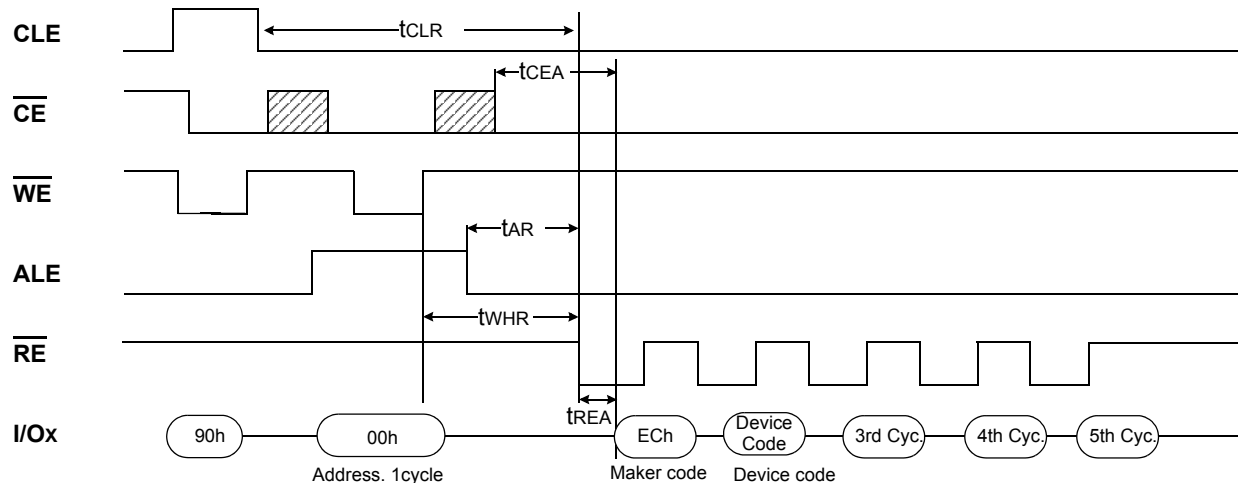 CLE
tCLR
tCEA
CE
WE
tAR
ALE
tWHR
RE
tREA
I/Ox
90h
00h
ECh
Device
Code
3rd Cyc.
4th Cyc.
5th Cyc.
Address. 1cycle
Maker code
Device code